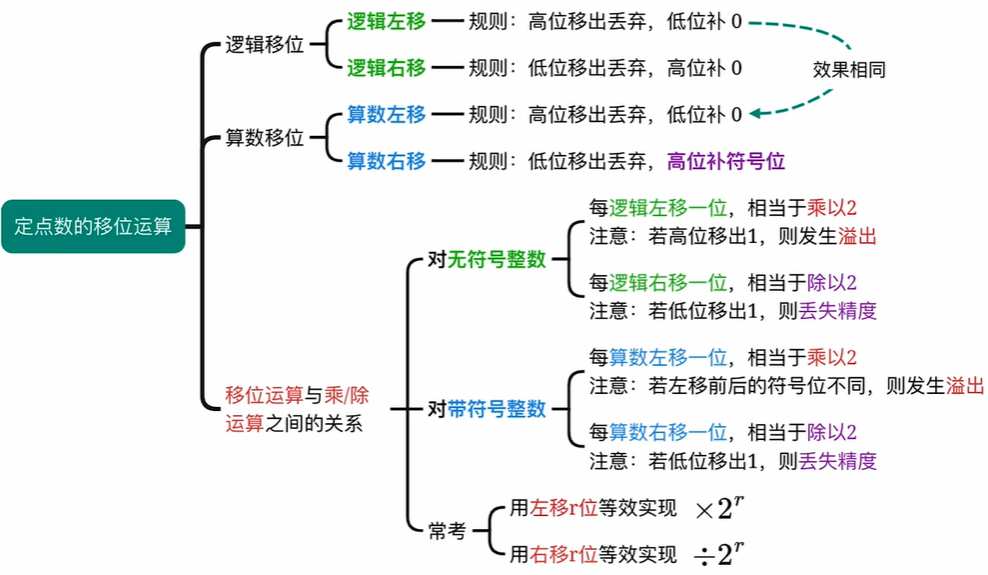 定点数的移位运算
逻辑移位
逻辑左移
规则：高位移出丢弃，低位补 0
逻辑右移
规则：低位移出丢弃，高位补 0
效果相同
算数移位
算数左移
规则：高位移出丢弃，低位补 0
算数右移
规则：低位移出丢弃，高位补符号位
移位运算与乘/除
运算之间的关系
对无符号整数
每逻辑左移一位，相当于乘以2
注意：若高位移出1，则发生溢出
每逻辑右移一位，相当于除以2
注意：若低位移出1，则丢失精度
对带符号整数
每算数左移一位，相当于乘以2
注意：若左移前后的符号位不同，则发生溢出
每算数右移一位，相当于除以2
注意：若低位移出1，则丢失精度
常考
用左移r位等效实现 ×2^r
用右移r位等效实现 ÷2^r